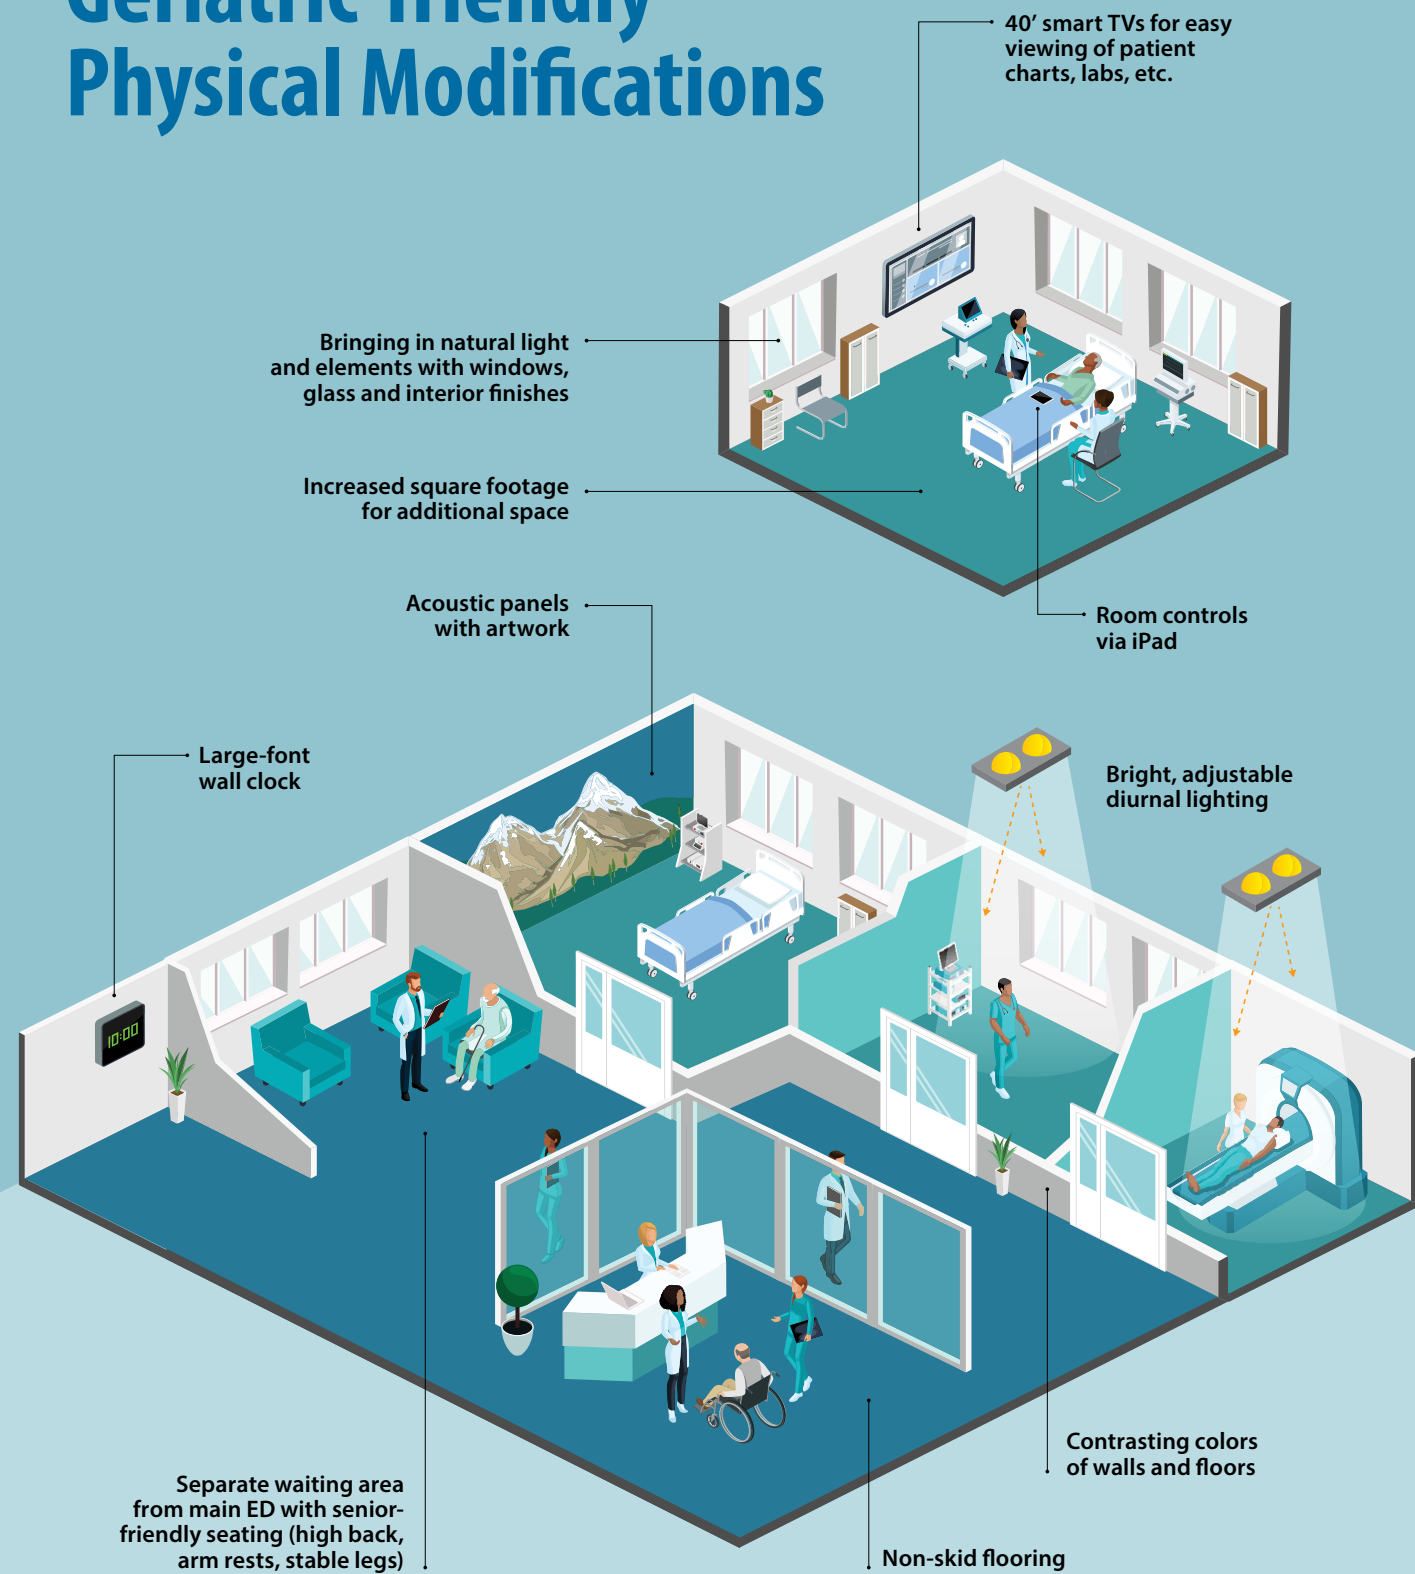 Geriatric-friendly
Physical Modifications
40’ smart TVs for easy
viewing of patient
charts, labs, etc.
Bringing in natural light
and elements with windows,
glass and interior finishes
Increased square footage
for additional space
Acoustic panels
with artwork
Room controls
via iPad
Large-font
wall clock
Bright, adjustable
diurnal lighting
10:00
Contrasting colors
of walls and floors
Separate waiting area
from main ED with senior-
friendly seating (high back,
arm rests, stable legs)
Non-skid flooring